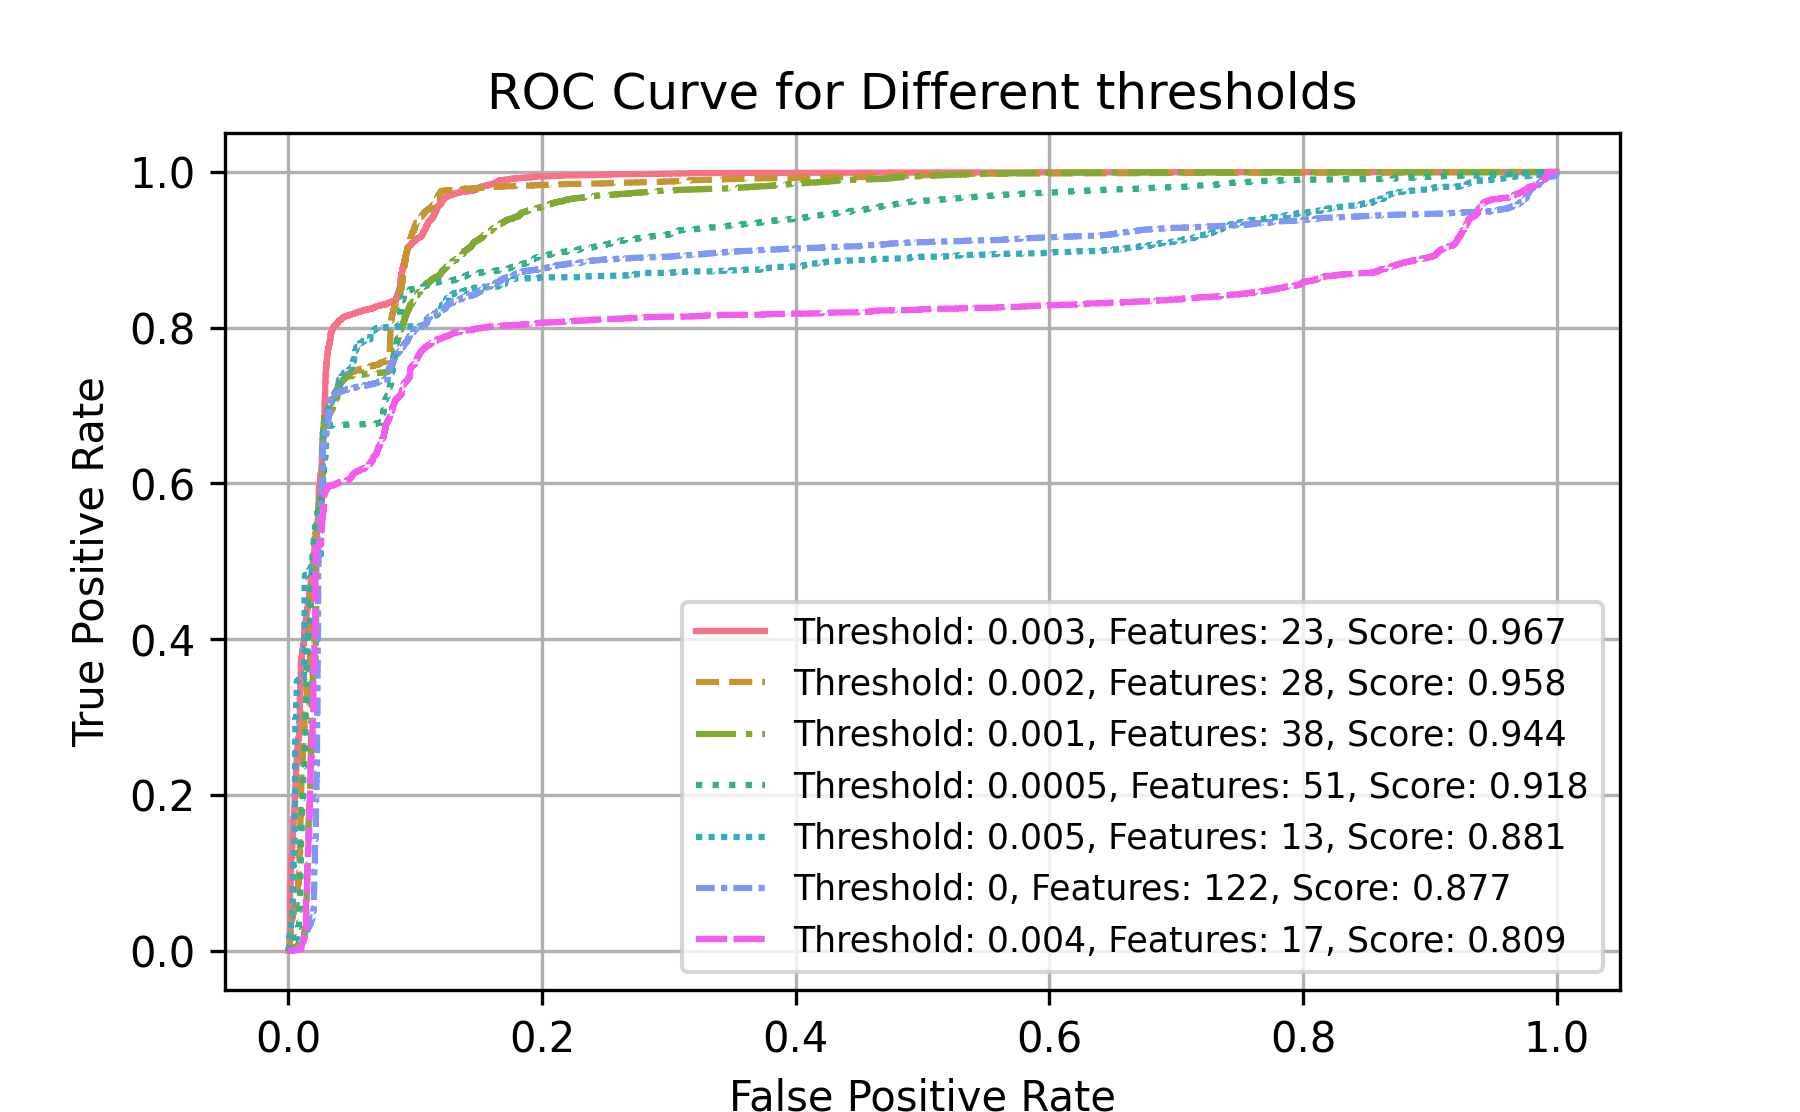 ROC Curve for Different thresholds
1.0
0.8
0.6
0.4
0.2
0.0
True Positive Rate
Threshold: 0.003, Features: 23, Score: 0.967
Threshold: 0.002, Features: 28, Score: 0.958
Threshold: 0.001, Features: 38, Score: 0.944
Threshold: 0.0005, Features: 51, Score: 0.918
Threshold: 0.005, Features: 13, Score: 0.881
Threshold: 0, Features: 122, Score: 0.877
Threshold: 0.004, Features: 17, Score: 0.809
0.0 0.2 0.4 0.6 0.8 1.0
False Positive Rate